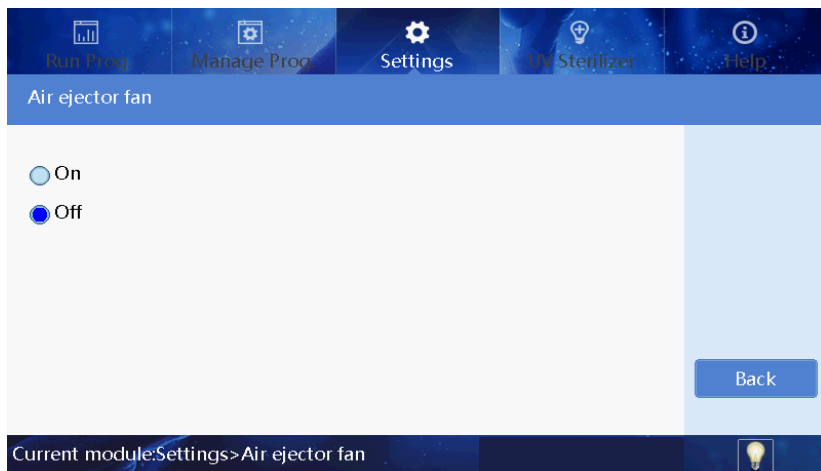 Run Prog.
Manage Prog.
Settings
UV Sterilizer
Help
Air ejector fan
On
Off
Back
Current module:Settings>Air ejector fan